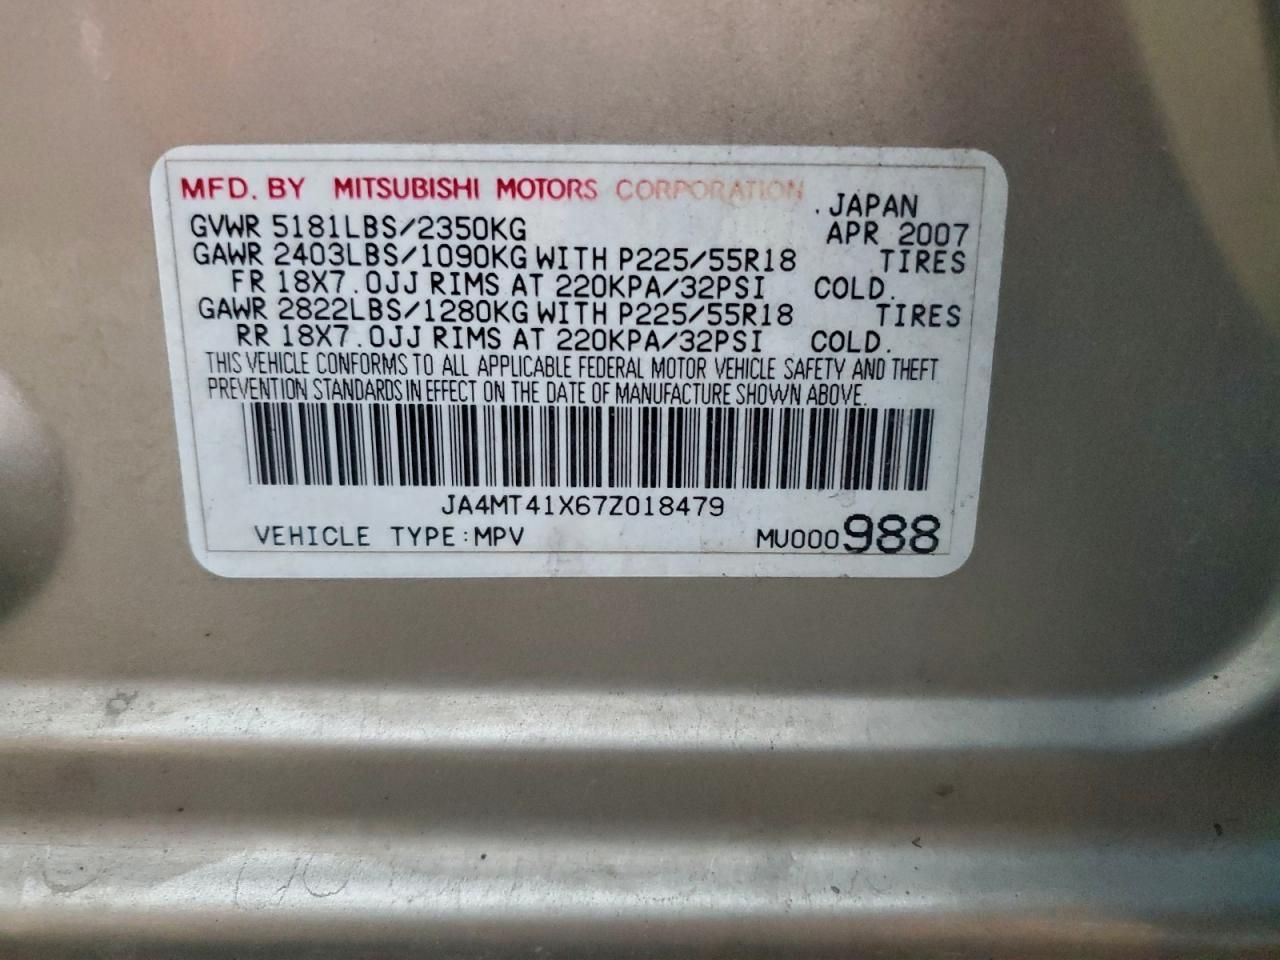 MFD. BY MITSUBISHI MOTORS CORPORATION
. JAPAN
GVWR 5181LBS/2350KG APR 2007
GAWR 2403LBS/1090KG WITH P225/55R18 TIRES
FR 18X7.0JJ RIMS AT 220KPA/32PSI COLD.
GAWR 2822LBS/1280KG WITH P225/55R18 TIRES
RR 18X7.0JJ RIMS AT 220KPA/32PSI COLD.
THIS VEHICLE CONFORMS TO ALL APPLICABLE FEDERAL MOTOR VEHICLE SAFETY AND THEFT
PREVENTION STANDARDS IN EFFECT ON THE DATE OF MANUFACTURE SHOWN ABOVE.
JA4MT41X67Z018479
VEHICLE TYPE:MPV MU000988